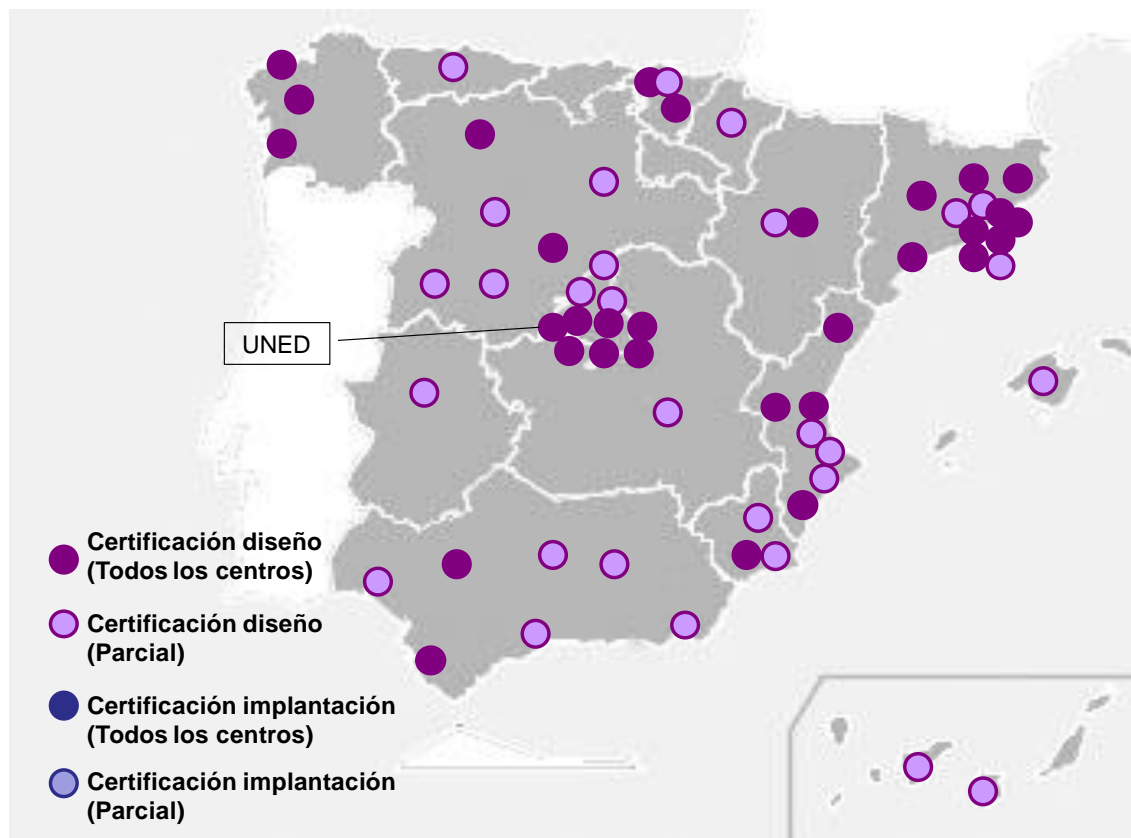 UNED
Certificación diseño
(Todos los centros)
Certificación diseño
(Parcial)
Certificación implantación
(Todos los centros)
Certificación implantación
(Parcial)